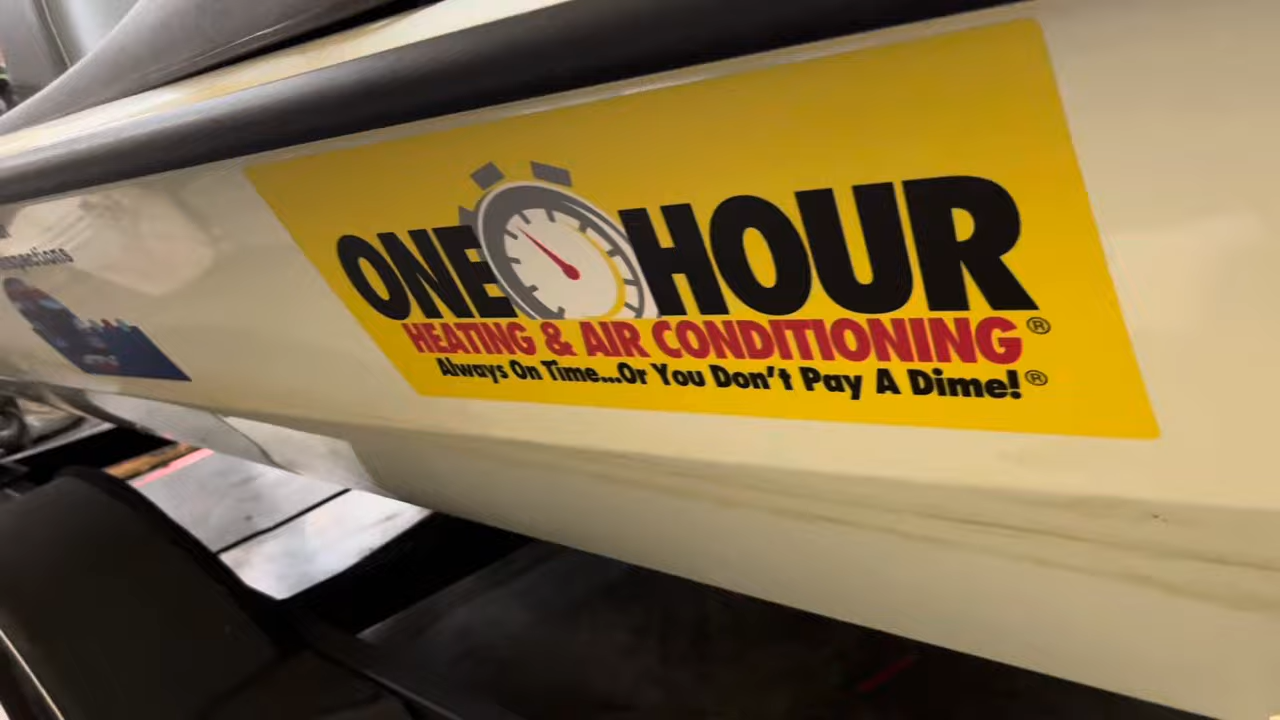 ONE HOUR
HEATING & AIR CONDITIONING®
Always On Time...Or You Don't Pay A Dime!®